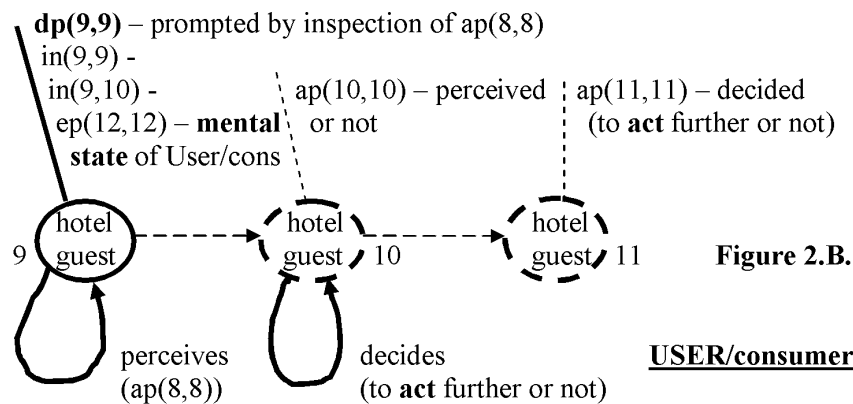 dp(9,9) – prompted by inspection of ap(8,8)
in(9,9) -
in(9,10) -
ep(12,12) – mental
state of User/cons
ap(10,10) – perceived
or not
ap(11,11) – decided
(to act further or not)
hotel
guest
9
hotel
guest
10
hotel
guest
11
Figure 2.B.
perceives
(ap(8,8))
decides
(to act further or not)
USER/consumer